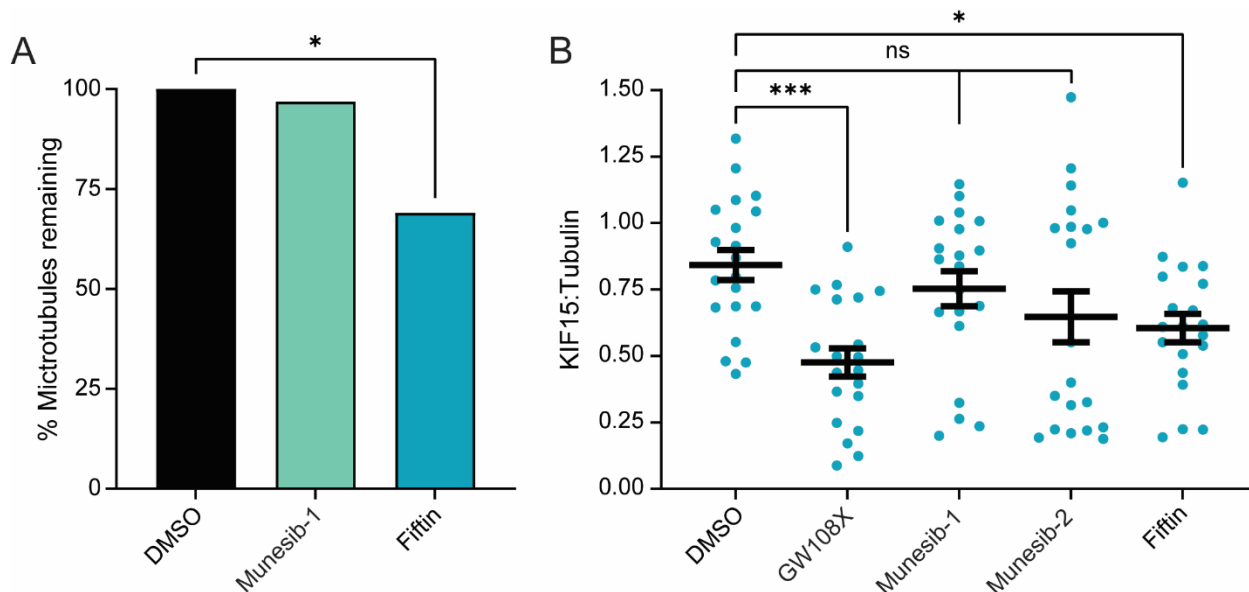 A
B
*
*
ns
***
% Mictrotubules remaining
100
75
50
25
0
DMSO
Munesib-1
Fiftin
KIF15:Tubulin
1.50
1.25
1.00
0.75
0.50
0.25
0.00
DMSO
GW108X
Munesib-1
Munesib-2
Fiftin